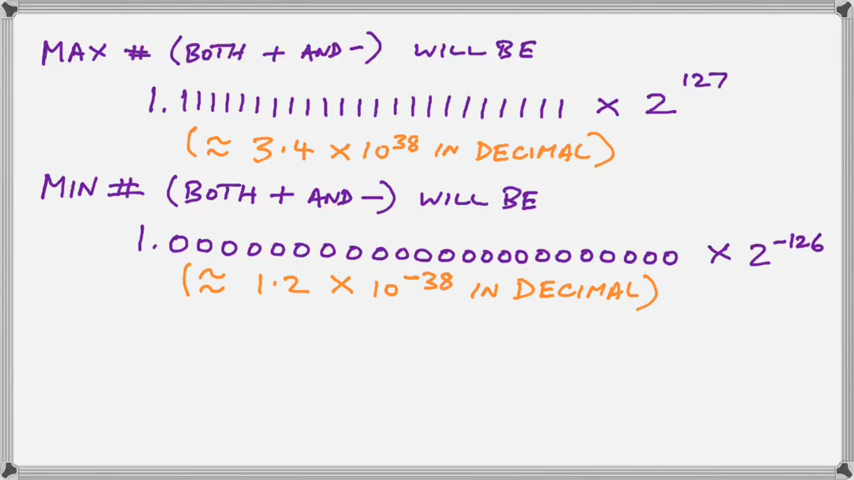 MAX # (BOTH + AND -) WILL BE
1.11111111111111111111111 × 2^127
(≈ 3.4 × 10^38 IN DECIMAL)
MIN # (BOTH + AND -) WILL BE
1.00000000000000000000000 × 2^-126
(≈ 1.2 × 10^-38 IN DECIMAL)